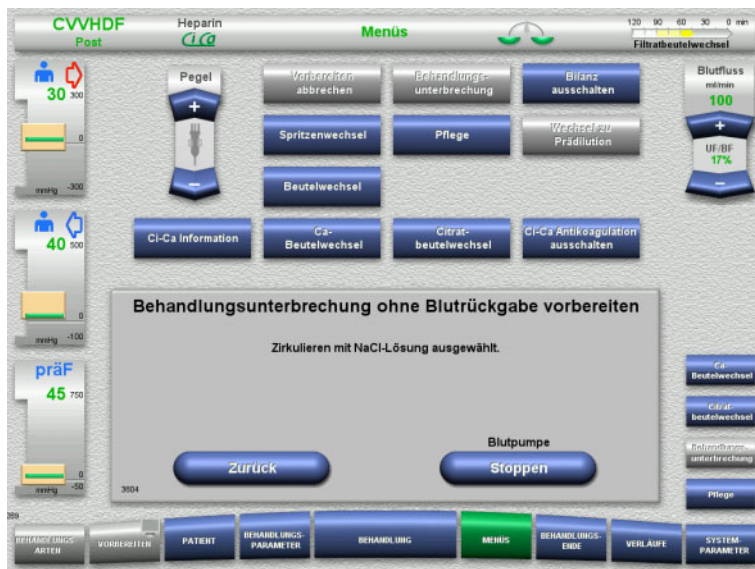 CVVHDF
Post
Heparin
CiCa
Menüs
120 90 60 30 0 min
Filtratbeutelwechsel
30
300
0
mmHg -300
40
500
0
mmHg -100
präF
45
750
0
mmHg -50
Pegel
+
−
Vorbereiten
abbrechen
Behandlungs-
unterbrechung
Bilanz
ausschalten
Spritzenwechsel
Pflege
Wechsel zu
Prädilution
Beutelwechsel
Ci-Ca Information
Ca-
Beutelwechsel
Citrat-
beutelwechsel
Ci-Ca Antikoagulation
ausschalten
Blutfluss
ml/min
100
+
UF/BF
17%
−
Behandlungsunterbrechung ohne Blutrückgabe vorbereiten
Zirkulieren mit NaCl-Lösung ausgewählt.
Blutpumpe
Zurück
Stoppen
3804
Ca-
Beutelwechsel
Citrat-
beutelwechsel
Behandlungs-
unterbrechung
Pflege
BEHANDLUNGS-
ARTEN
VORBEREITEN
PATIENT
BEHANDLUNGS-
PARAMETER
BEHANDLUNG
MENÜS
BEHANDLUNGS-
ENDE
VERLÄUFE
SYSTEM-
PARAMETER